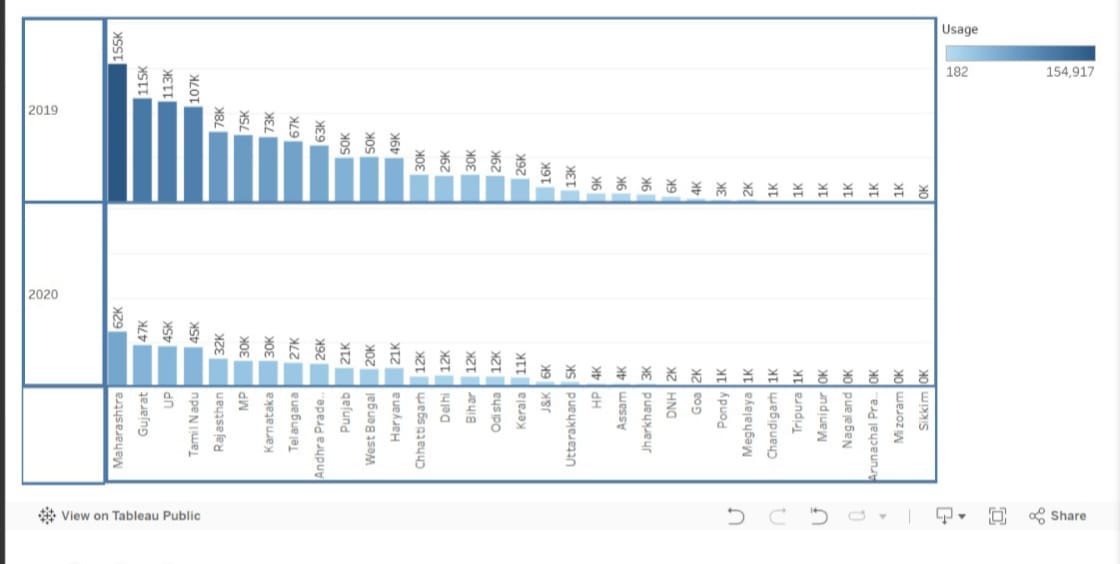 Usage
182 154,917
2019
155K 115K 113K 107K 78K 75K 73K 67K 63K 50K 50K 49K 30K 29K 30K 29K 26K 16K 13K 9K 9K 9K 6K 4K 3K 2K 1K 1K 1K 1K 1K 1K 0K
2020
62K 47K 45K 45K 32K 30K 30K 27K 26K 21K 20K 21K 12K 12K 12K 12K 11K 6K 5K 4K 4K 3K 2K 2K 1K 1K 1K 1K 0K 0K 0K 0K 0K
Maharashtra
Gujarat
UP
Tamil Nadu
Rajasthan
MP
Karnataka
Telangana
Andhra Prade..
Punjab
West Bengal
Haryana
Chhattisgarh
Delhi
Bihar
Odisha
Kerala
J&K
Uttarakhand
HP
Assam
Jharkhand
DNH
Goa
Pondy
Meghalaya
Chandigarh
Tripura
Manipur
Nagaland
Arunachal Pra..
Mizoram
Sikkim
View on Tableau Public
Share